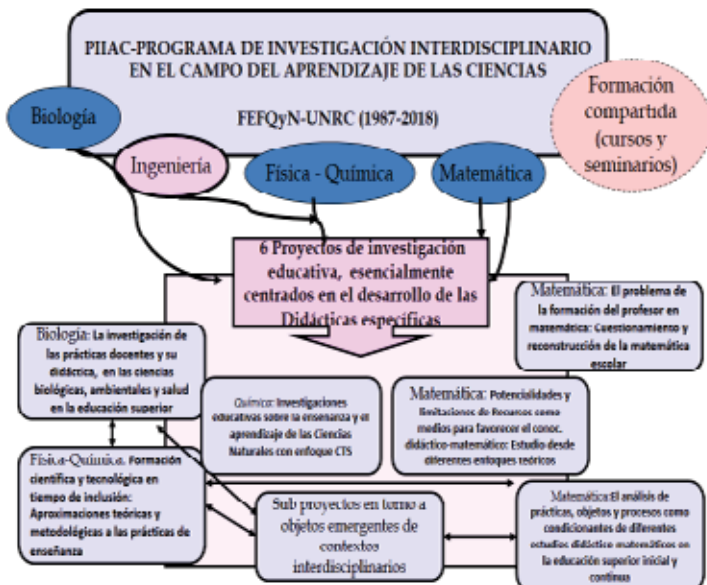 PIIAC-PROGRAMA DE INVESTIGACIÓN INTERDISCIPLINARIO
EN EL CAMPO DEL APRENDIZAJE DE LAS CIENCIAS
FEFQyN-UNRC (1987-2018)
Biología
Ingeniería
Física - Química
Matemática
Formación
compartida
(cursos y
seminarios)
6 Proyectos de investigación
educativa, esencialmente
centrados en el desarrollo de las
Didácticas específicas
Matemática: El problema de
la formación del profesor en
matemática: Cuestionamiento y
reconstrucción de la matemática
escolar
Biología: La investigación de
las prácticas docentes y su
didáctica, en las ciencias
biológicas, ambientales y salud
en la educación superior
Química: Investigaciones
educativas sobre la enseñanza y el
aprendizaje de las Ciencias
Naturales con enfoque CTS
Matemática: Potencialidades y
limitaciones de Recursos como
medios para favorecer el conoc.
didáctico-matemático: Estudio desde
diferentes enfoques teóricos
Física-Química. Formación
científica y tecnológica en
tiempo de inclusión:
Aproximaciones teóricas y
metodológicas a las prácticas de
enseñanza
Sub proyectos en torno a
objetos emergentes de
contextos
interdisciplinarios
Matemática:El análisis de
prácticas, objetos y procesos como
condicionantes de diferentes
estudios didáctico matemáticos en
la educación superior inicial y
continua